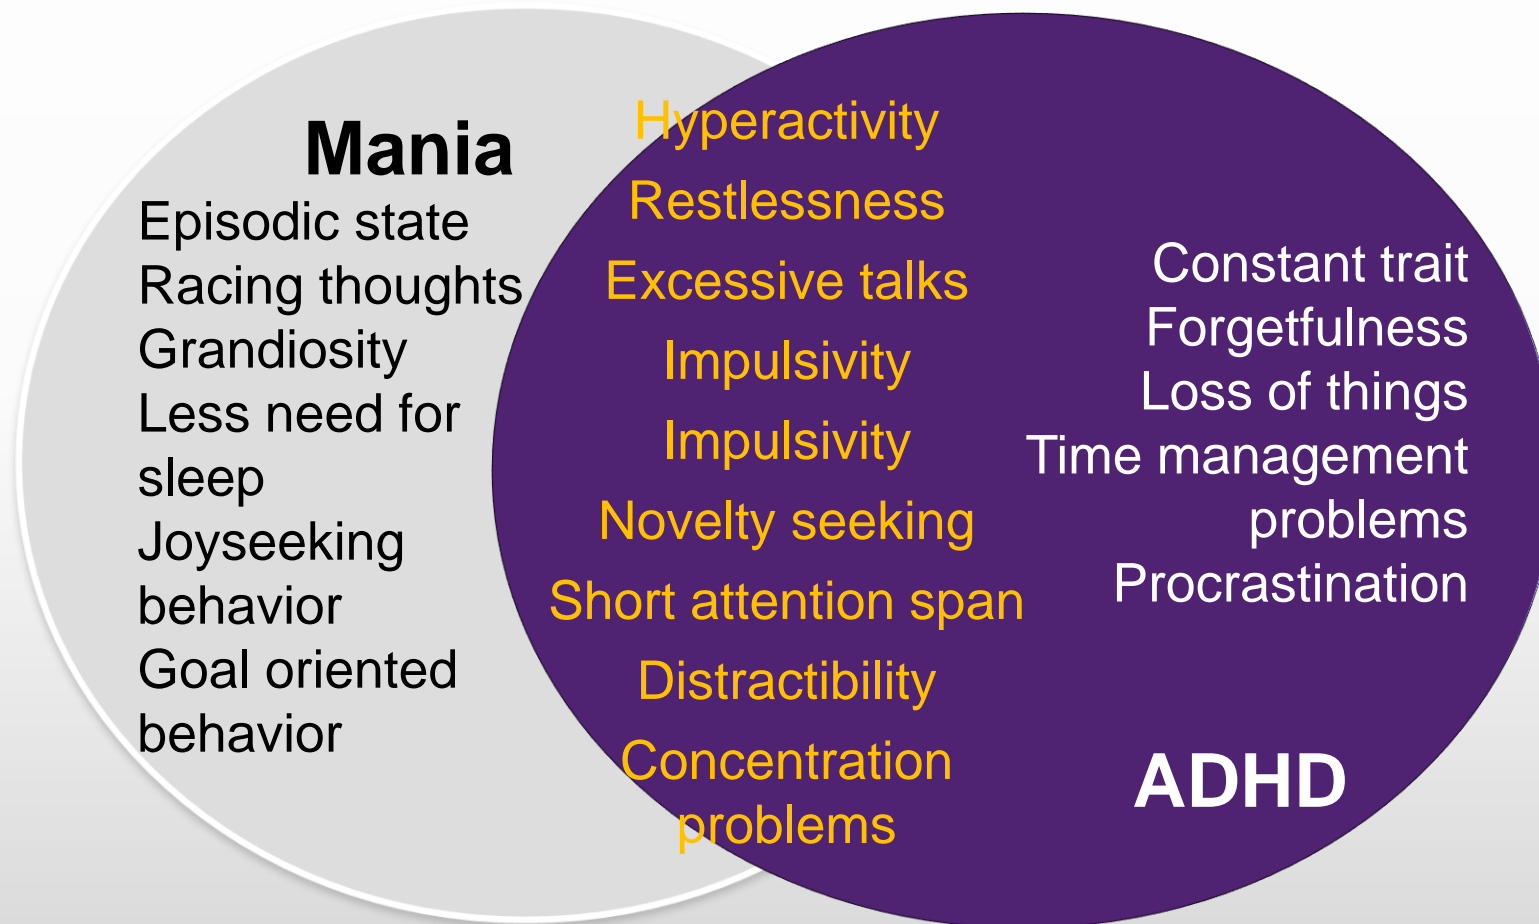 Mania
Episodic state
Racing thoughts
Grandiosity
Less need for
sleep
Joyseeking
behavior
Goal oriented
behavior
Hyperactivity
Restlessness
Excessive talks
Impulsivity
Impulsivity
Novelty seeking
Short attention span
Distractibility
Concentration
problems
Constant trait
Forgetfulness
Loss of things
Time management
problems
Procrastination
ADHD